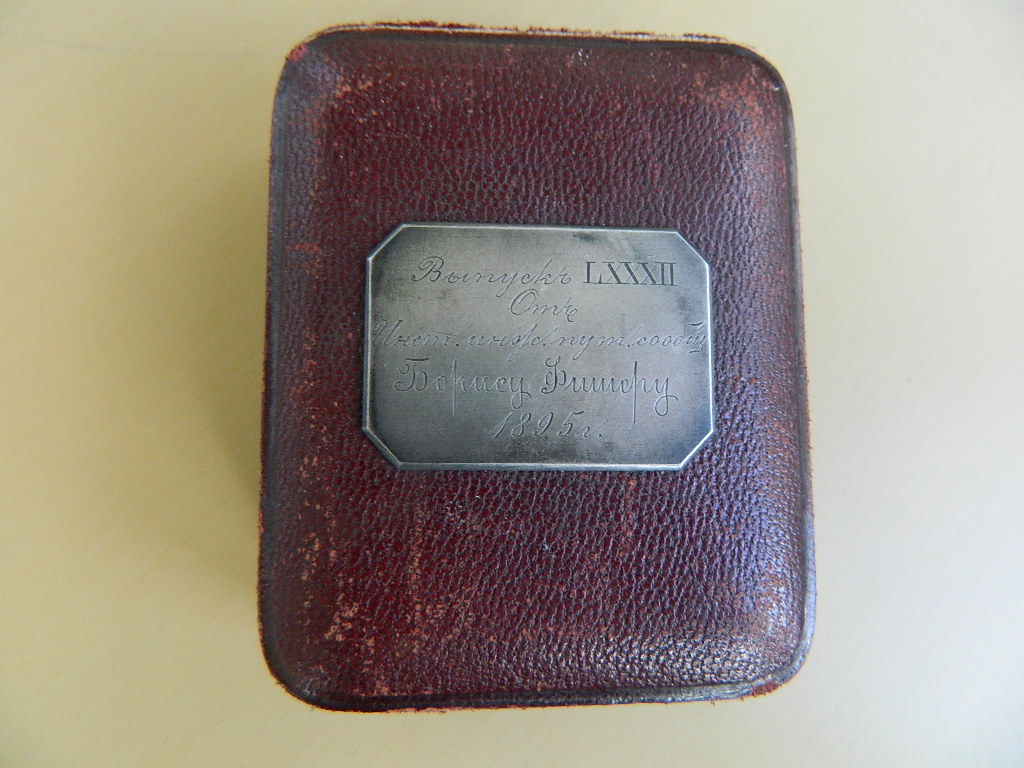 Выпускъ LXXXII
Отъ
Инст. инж. пут. сообщ
Борису Фишеру
1895г.